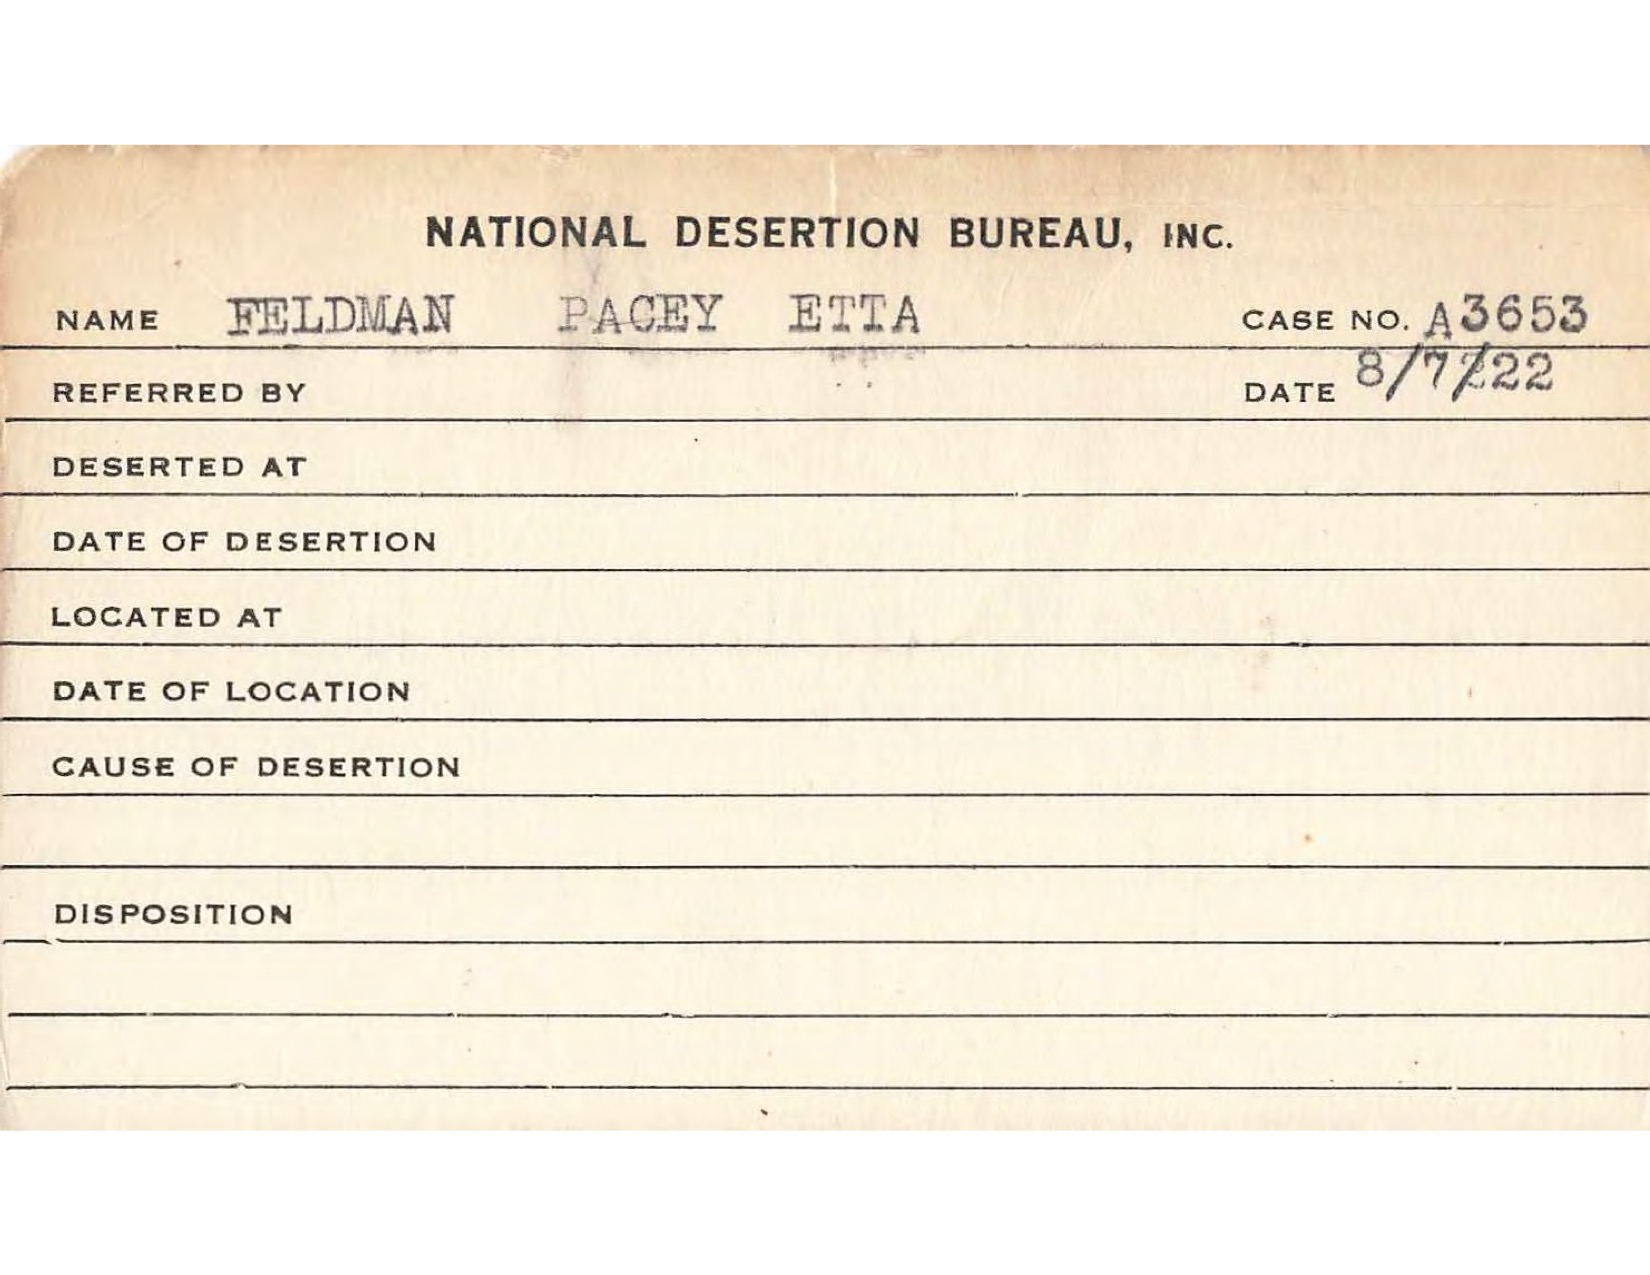 NATIONAL DESERTION BUREAU, INC.
NAME FELDMAN PACEY ETTA CASE NO. A3653
REFERRED BY DATE 8/7/22
DESERTED AT
DATE OF DESERTION
LOCATED AT
DATE OF LOCATION
CAUSE OF DESERTION
DISPOSITION